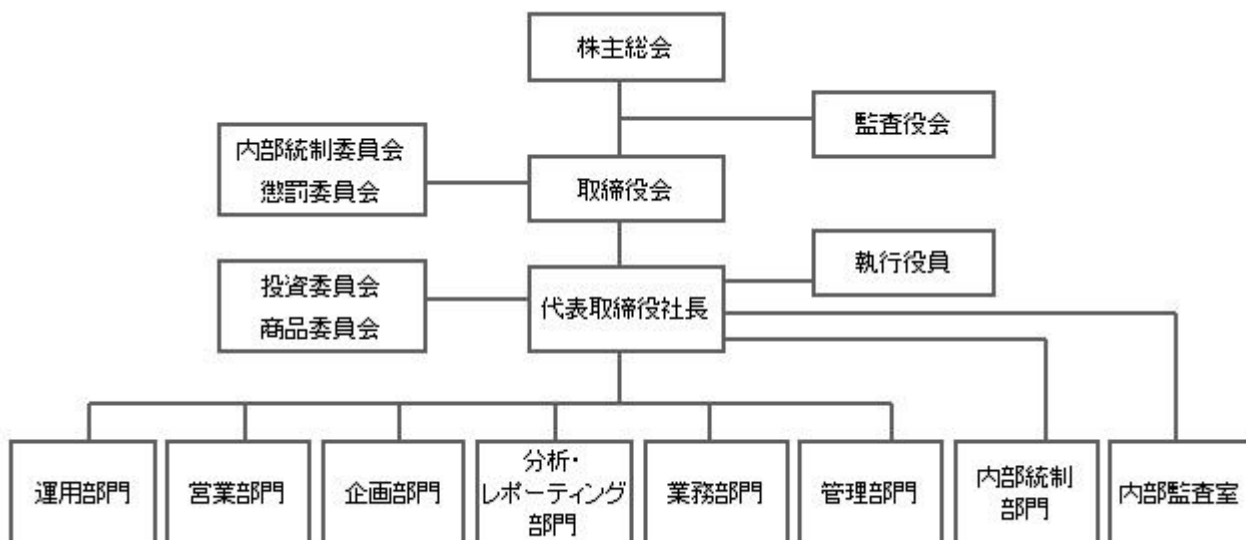 株主総会
監査役会
内部統制委員会
懲罰委員会
取締役会
執行役員
投資委員会
商品委員会
代表取締役社長
運用部門
営業部門
企画部門
分析・
レポーティング
部門
業務部門
管理部門
内部統制
部門
内部監査室